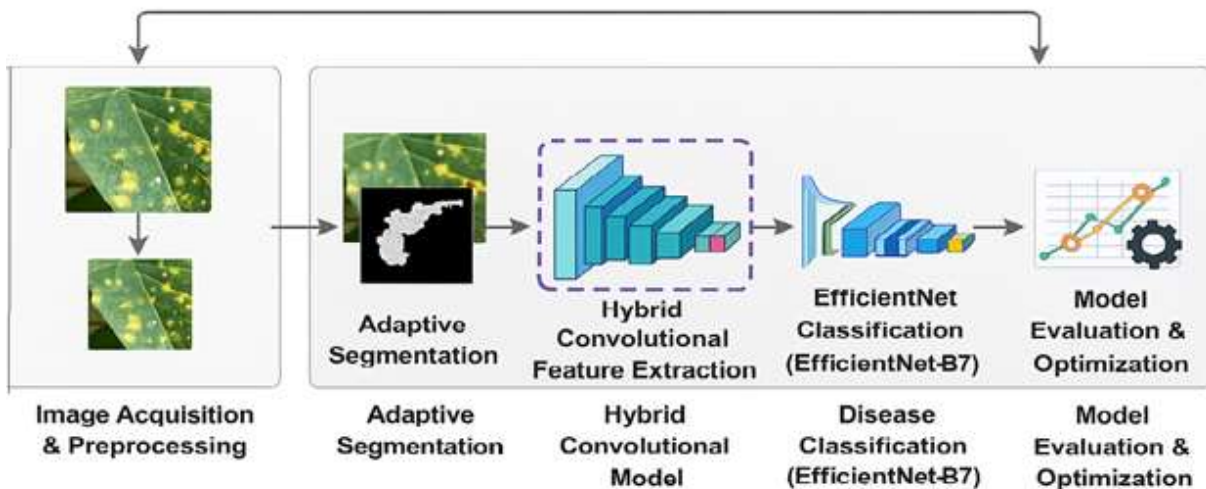 Adaptive
Segmentation
Hybrid
Convolutional
Feature Extraction
EfficientNet
Classification
(EfficientNet-B7)
Model
Evaluation &
Optimization
Image Acquisition
& Preprocessing
Adaptive
Segmentation
Hybrid
Convolutional
Model
Disease
Classification
(EfficientNet-B7)
Model
Evaluation &
Optimization